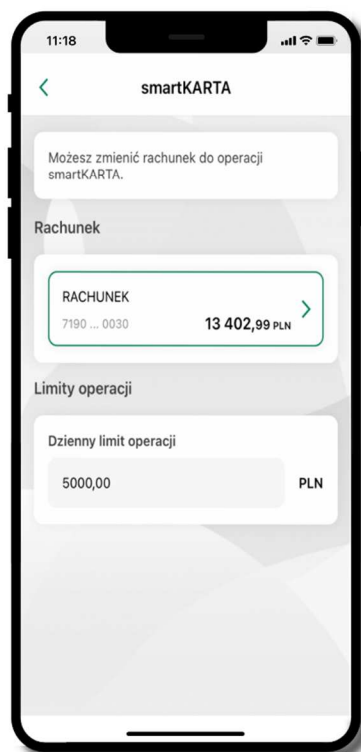 11:18
smartKARTA
Możesz zmienić rachunek do operacji
smartKARTA.
Rachunek
RACHUNEK
7190 ... 0030 13 402,99 PLN
Limity operacji
Dzienny limit operacji
5000,00 PLN